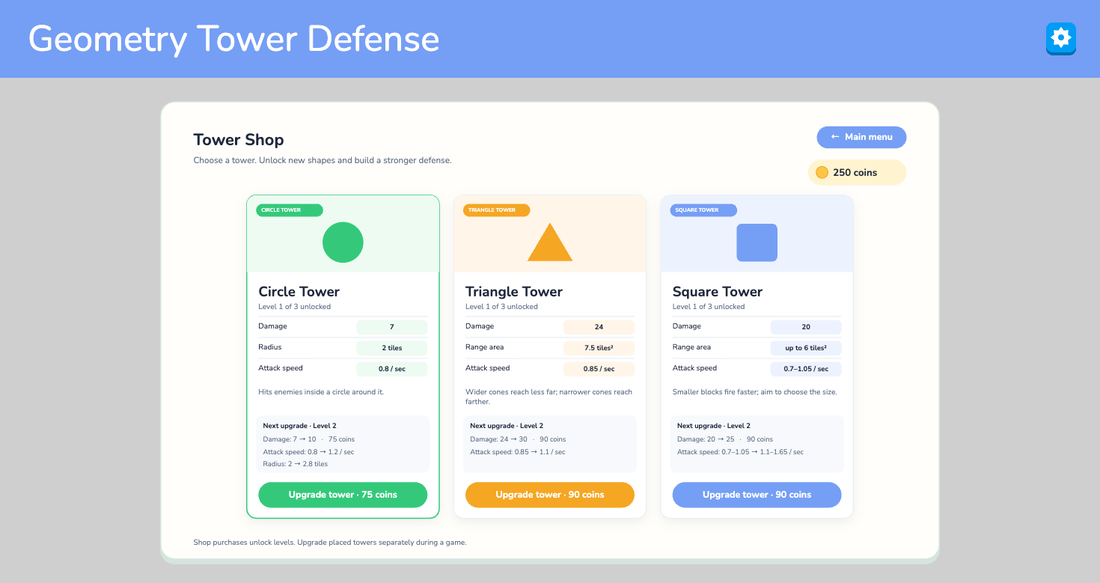 Geometry Tower Defense
Tower Shop
Choose a tower. Unlock new shapes and build a stronger defense.
← Main menu
250 coins
CIRCLE TOWER
Circle Tower
Level 1 of 3 unlocked
Damage 7
Radius 2 tiles
Attack speed 0.8 / sec
Hits enemies inside a circle around it.
Next upgrade · Level 2
Damage: 7 → 10 · 75 coins
Attack speed: 0.8 → 1.2 / sec
Radius: 2 → 2.8 tiles
Upgrade tower · 75 coins
TRIANGLE TOWER
Triangle Tower
Level 1 of 3 unlocked
Damage 24
Range area 7.5 tiles²
Attack speed 0.85 / sec
Wider cones reach less far; narrower cones reach
farther.
Next upgrade · Level 2
Damage: 24 → 30 · 90 coins
Attack speed: 0.85 → 1.1 / sec
Upgrade tower · 90 coins
SQUARE TOWER
Square Tower
Level 1 of 3 unlocked
Damage 20
Range area up to 6 tiles²
Attack speed 0.7–1.05 / sec
Smaller blocks fire faster; aim to choose the size.
Next upgrade · Level 2
Damage: 20 → 25 · 90 coins
Attack speed: 0.7–1.05 → 1.1–1.65 / sec
Upgrade tower · 90 coins
Shop purchases unlock levels. Upgrade placed towers separately during a game.